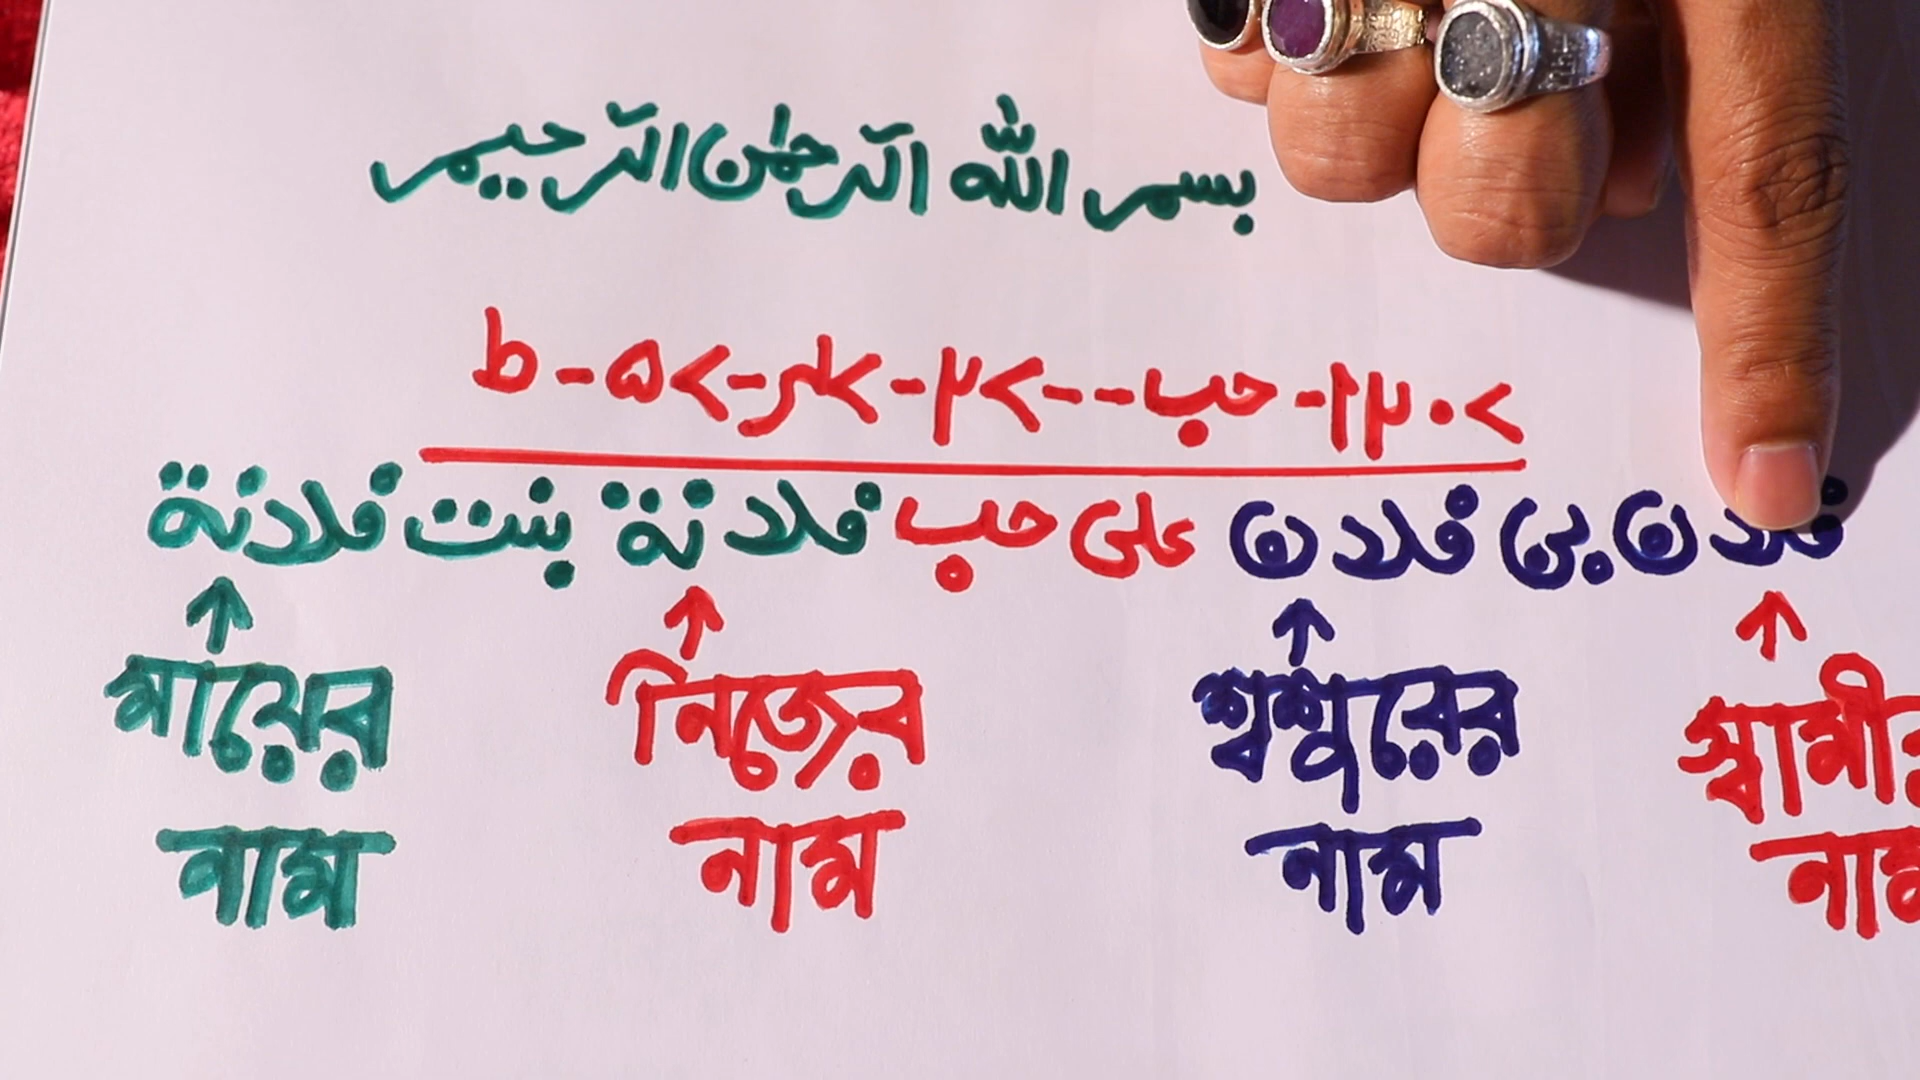 بسم الله الرحمن الرحيم
حب
فلان بن فلان على حب فلانة بنت فلانة
মায়ের নিজের শ্বশুরের স্বামীর
নাম নাম নাম নাম